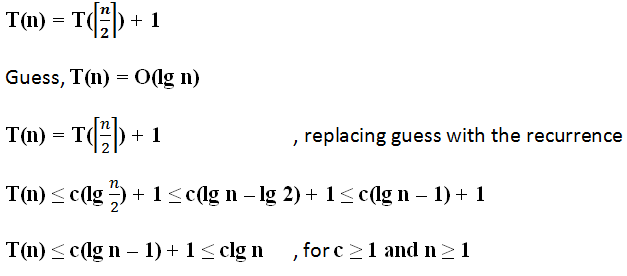 T(n) = T(⌈n/2⌉) + 1
Guess, T(n) = O(lg n)
T(n) = T(⌈n/2⌉) + 1 , replacing guess with the recurrence
T(n) ≤ c(lg n/2) + 1 ≤ c(lg n – lg 2) + 1 ≤ c(lg n – 1) + 1
T(n) ≤ c(lg n – 1) + 1 ≤ clg n , for c ≥ 1 and n ≥ 1